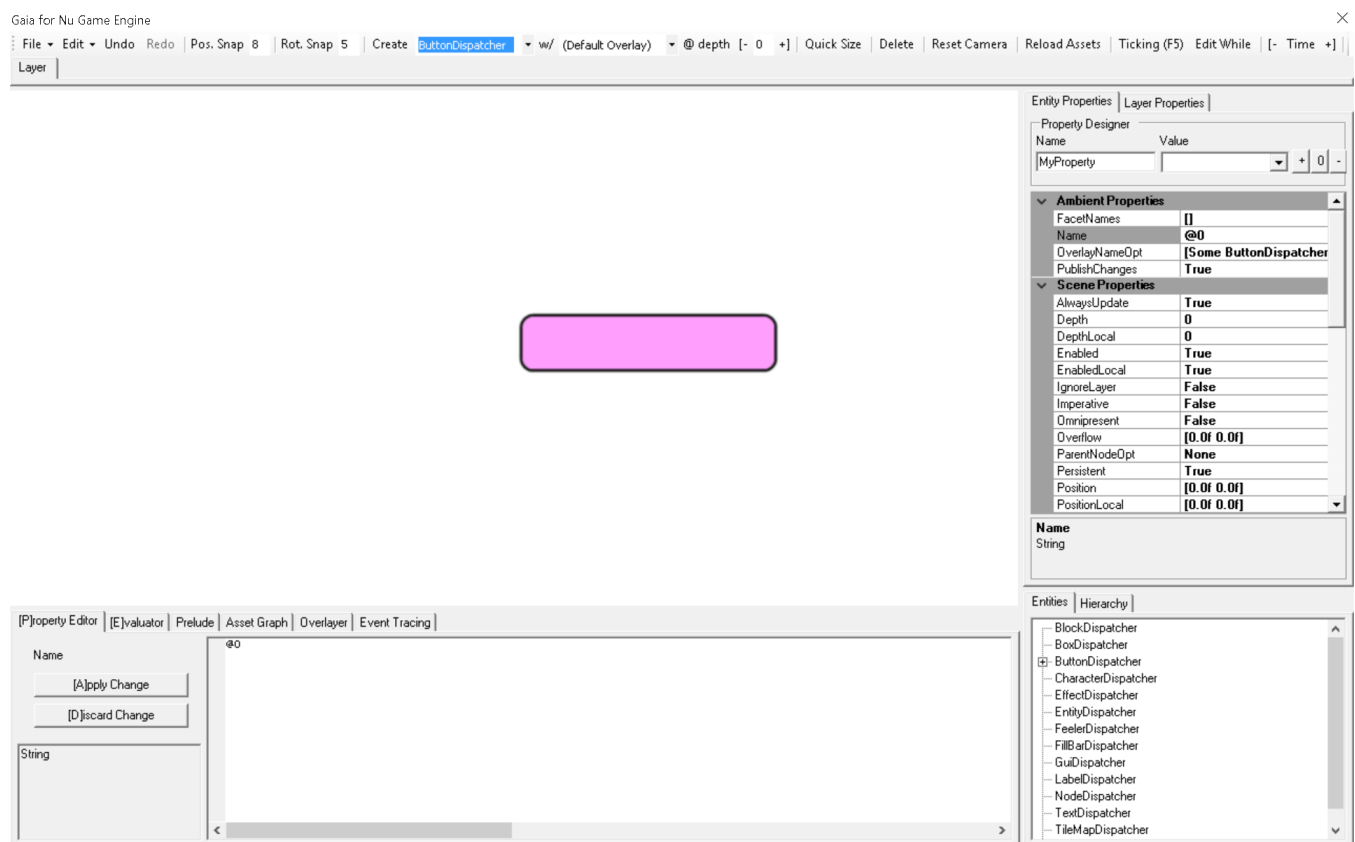 Gaia for Nu Game Engine
File Edit Undo Redo Pos. Snap 8 Rot. Snap 5 Create ButtonDispatcher w/ (Default Overlay) @ depth [- 0 +] Quick Size Delete Reset Camera Reload Assets Ticking (F5) Edit While [- Time +]
Layer
Entity Properties Layer Properties
Property Designer
Name Value
MyProperty + 0 -
Ambient Properties
FacetNames []
Name @0
OverlayNameOpt [Some ButtonDispatcher
PublishChanges True
Scene Properties
AlwaysUpdate True
Depth 0
DepthLocal 0
Enabled True
EnabledLocal True
IgnoreLayer False
Imperative False
Omnipresent False
Overflow [0.0f 0.0f]
ParentNodeOpt None
Persistent True
Position [0.0f 0.0f]
PositionLocal [0.0f 0.0f]
Name
String
[P]roperty Editor [E]valuator Prelude Asset Graph Overlayer Event Tracing
Name
[A]pply Change
[D]iscard Change
String
@0
Entities Hierarchy
BlockDispatcher
BoxDispatcher
ButtonDispatcher
CharacterDispatcher
EffectDispatcher
EntityDispatcher
FeelerDispatcher
FillBarDispatcher
GuiDispatcher
LabelDispatcher
NodeDispatcher
TextDispatcher
TileMapDispatcher